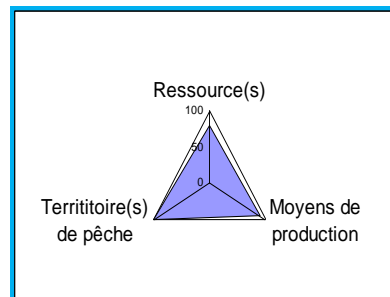 Ressource(s)
100
50
0
Territitoire(s)
de pêche
Moyens de
production